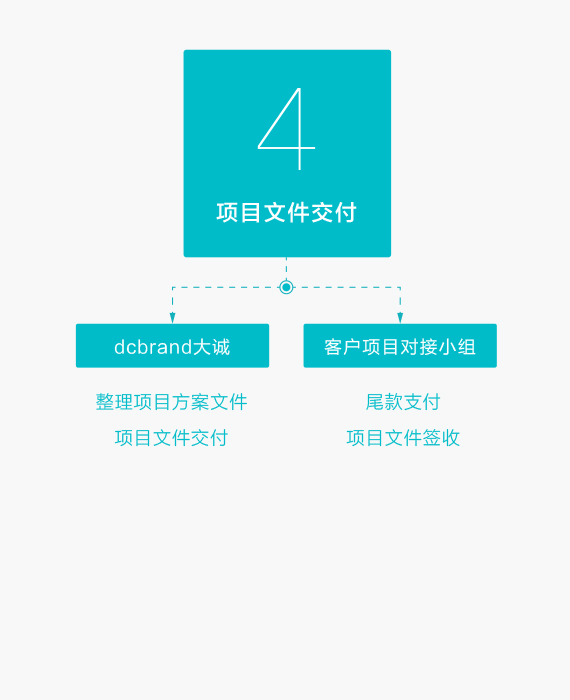 4
项目文件交付
dcbrand大诚
客户项目对接小组
整理项目方案文件
尾款支付
项目文件交付
项目文件签收